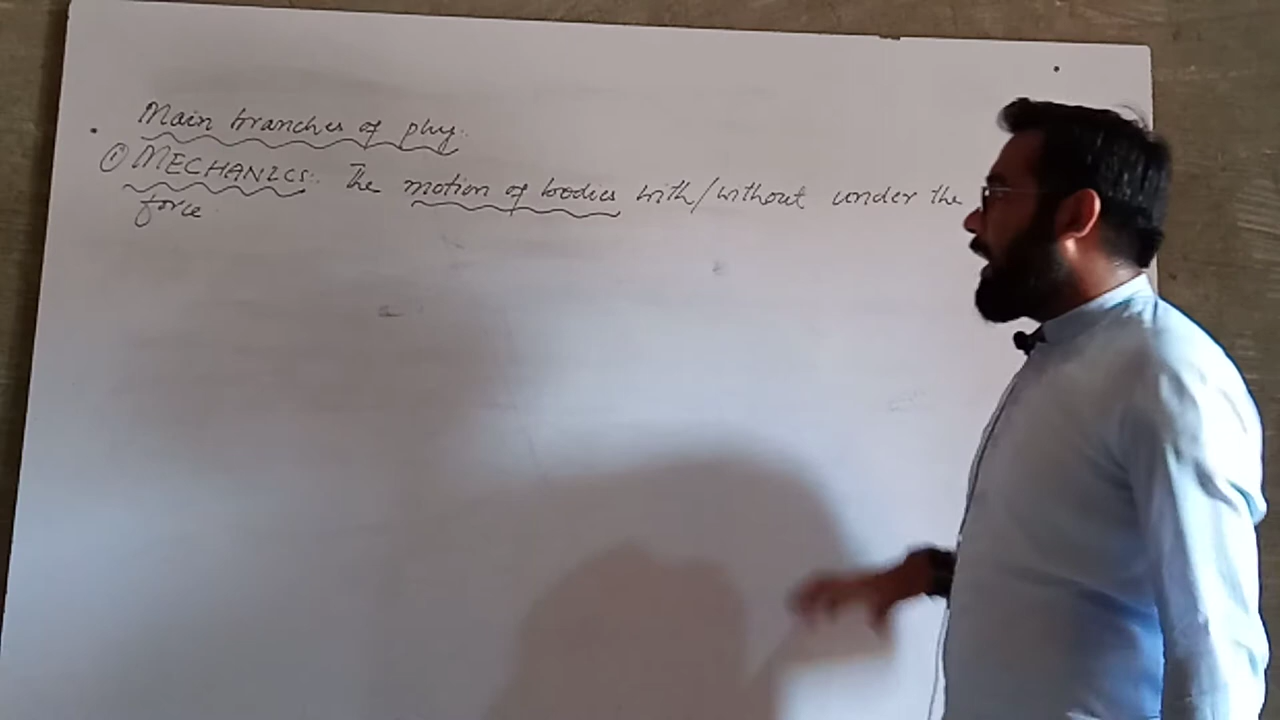 Main branches of phy.
① MECHANICS: The motion of bodies with/without under the
force